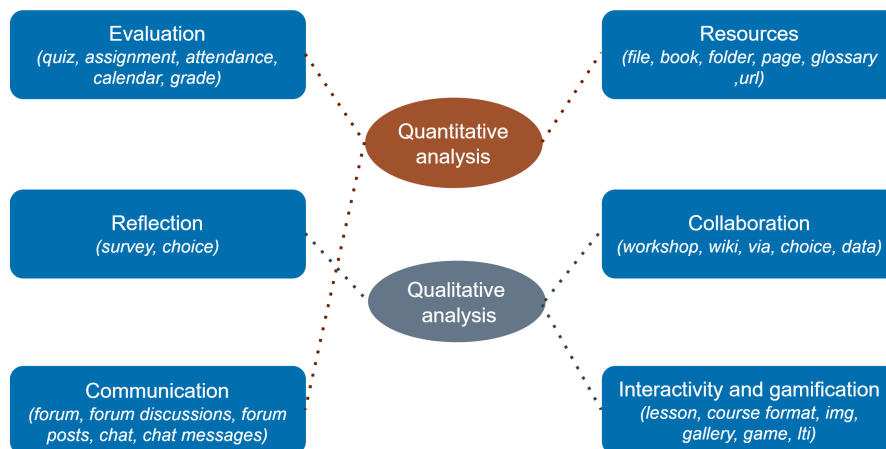 Evaluation
(quiz, assignment, attendance,
calendar, grade)
Resources
(file, book, folder, page, glossary
,url)
Quantitative
analysis
Reflection
(survey, choice)
Collaboration
(workshop, wiki, via, choice, data)
Qualitative
analysis
Communication
(forum, forum discussions, forum
posts, chat, chat messages)
Interactivity and gamification
(lesson, course format, img,
gallery, game, lti)